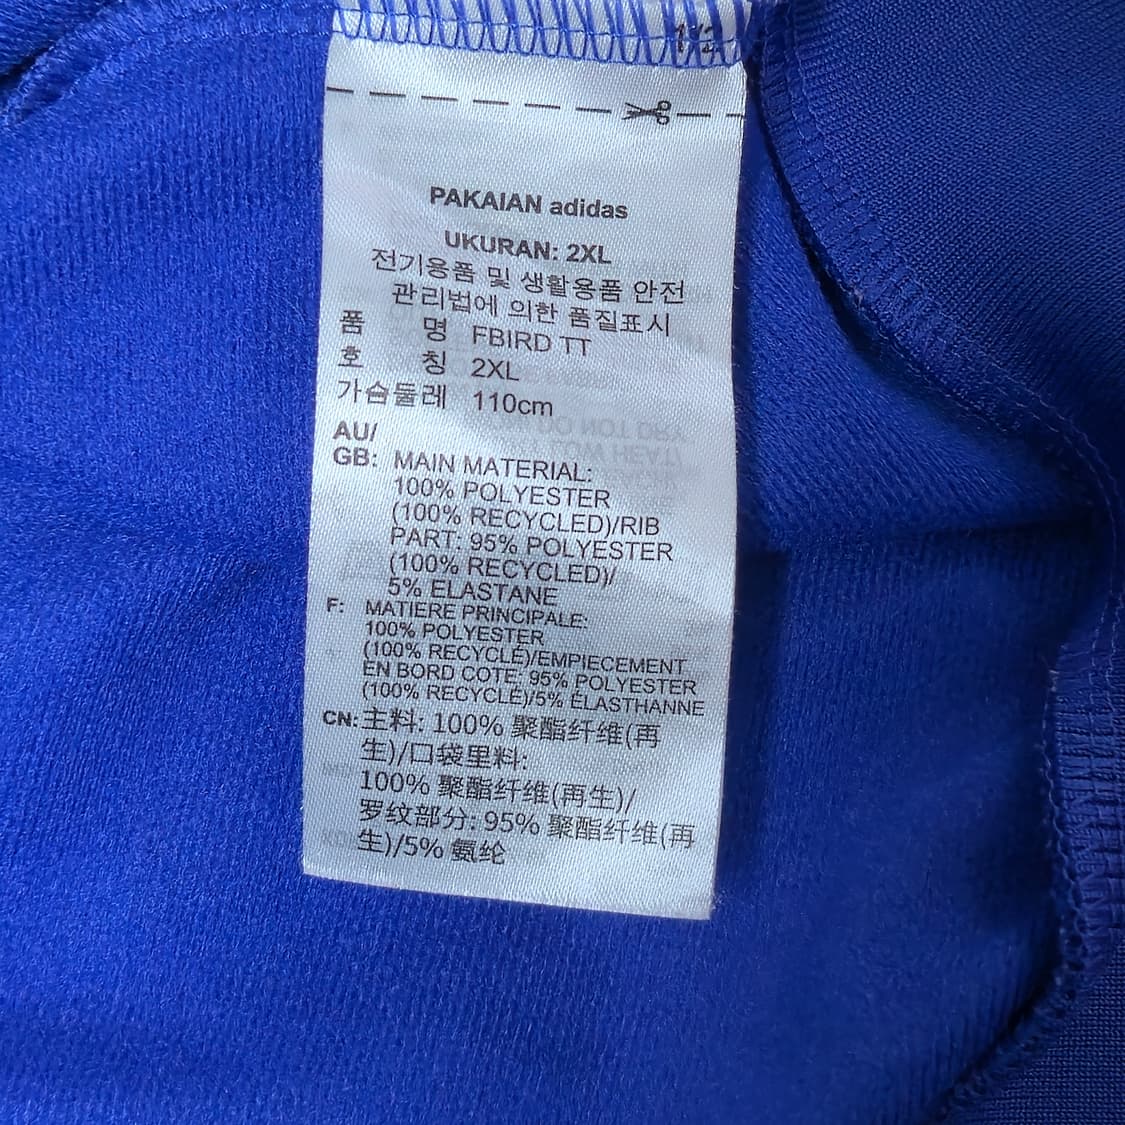 1/2
PAKAIAN adidas
UKURAN: 2XL
전기용품 및 생활용품 안전
관리법에 의한 품질표시
품 명 FBIRD TT
호 칭 2XL
가슴둘레 110cm
AU/
GB: MAIN MATERIAL:
100% POLYESTER
(100% RECYCLED)/RIB
PART: 95% POLYESTER
(100% RECYCLED)/
5% ELASTANE
F: MATIERE PRINCIPALE:
100% POLYESTER
(100% RECYCLÉ)/EMPIECEMENT
EN BORD COTE: 95% POLYESTER
(100% RECYCLÉ)/5% ÉLASTHANNE
CN: 主料: 100% 聚酯纤维(再
生)/口袋里料:
100% 聚酯纤维(再生)/
罗纹部分: 95% 聚酯纤维(再
生)/5% 氨纶